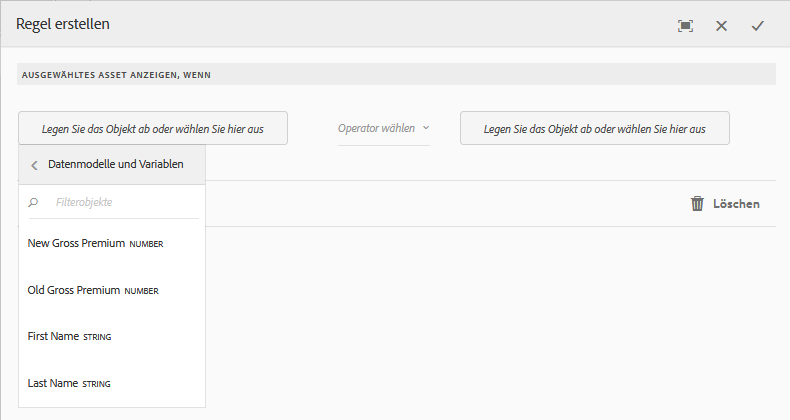 Regel erstellen
AUSGEWÄHLTES ASSET ANZEIGEN, WENN
Legen Sie das Objekt ab oder wählen Sie hier aus
Operator wählen
Legen Sie das Objekt ab oder wählen Sie hier aus
Datenmodelle und Variablen
Filterobjekte
Löschen
New Gross Premium NUMBER
Old Gross Premium NUMBER
First Name STRING
Last Name STRING